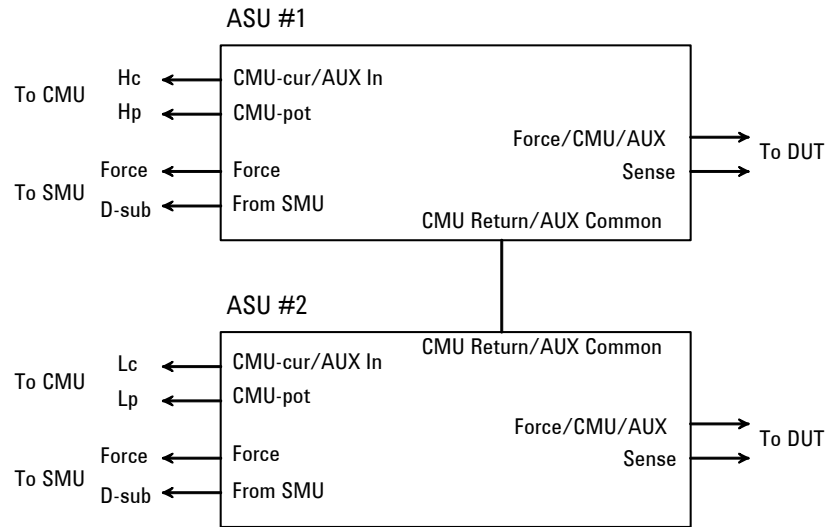 ASU #1
To CMU
Hc
CMU-cur/AUX In
Hp
CMU-pot
Force/CMU/AUX
To DUT
Sense
To SMU
Force
Force
D-sub
From SMU
CMU Return/AUX Common
ASU #2
CMU Return/AUX Common
To CMU
Lc
CMU-cur/AUX In
Lp
CMU-pot
Force/CMU/AUX
To DUT
Sense
To SMU
Force
Force
D-sub
From SMU